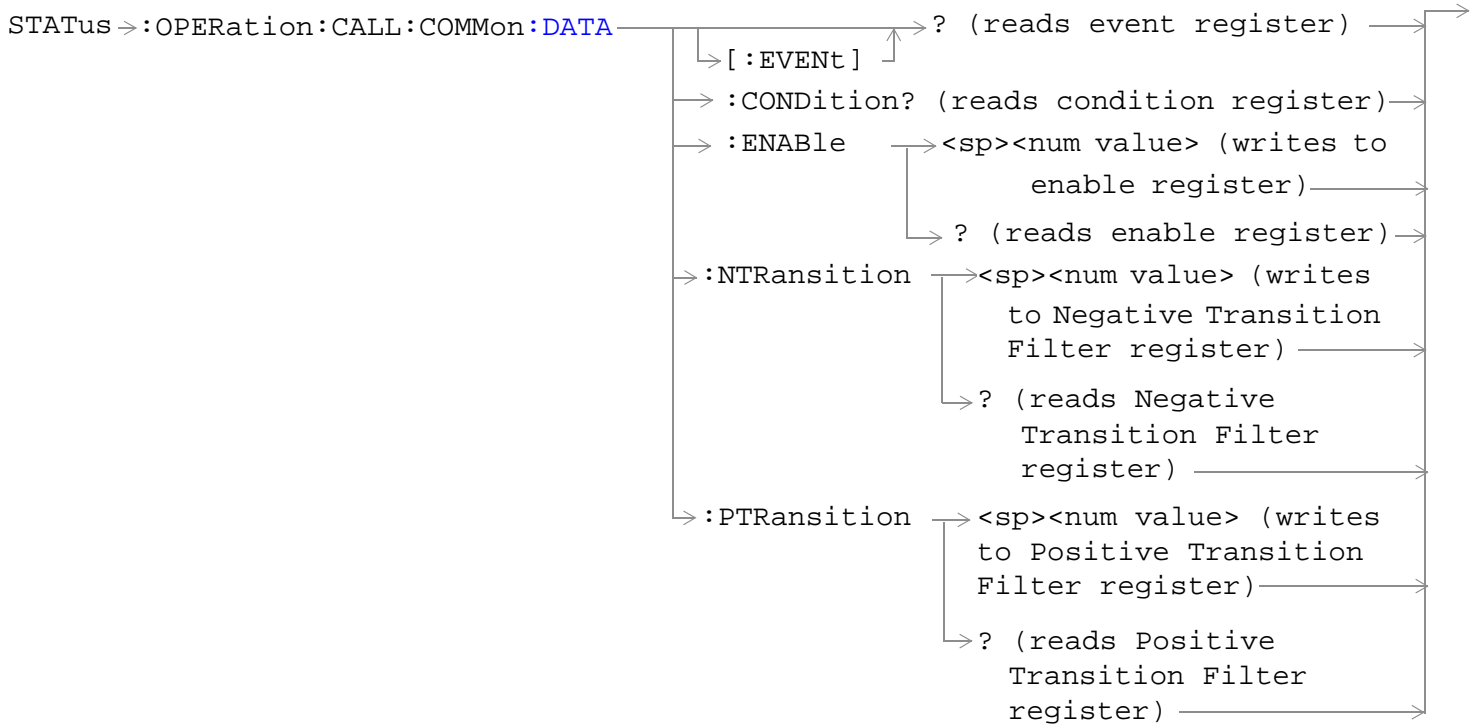 STATus :OPERation:CALL:COMMon:DATA ? (reads event register)
[:EVENt]
:CONDition? (reads condition register)
:ENABle <sp><num value> (writes to
enable register)
? (reads enable register)
:NTRansition <sp><num value> (writes
to Negative Transition
Filter register)
? (reads Negative
Transition Filter
register)
:PTRansition <sp><num value> (writes
to Positive Transition
Filter register)
? (reads Positive
Transition Filter
register)